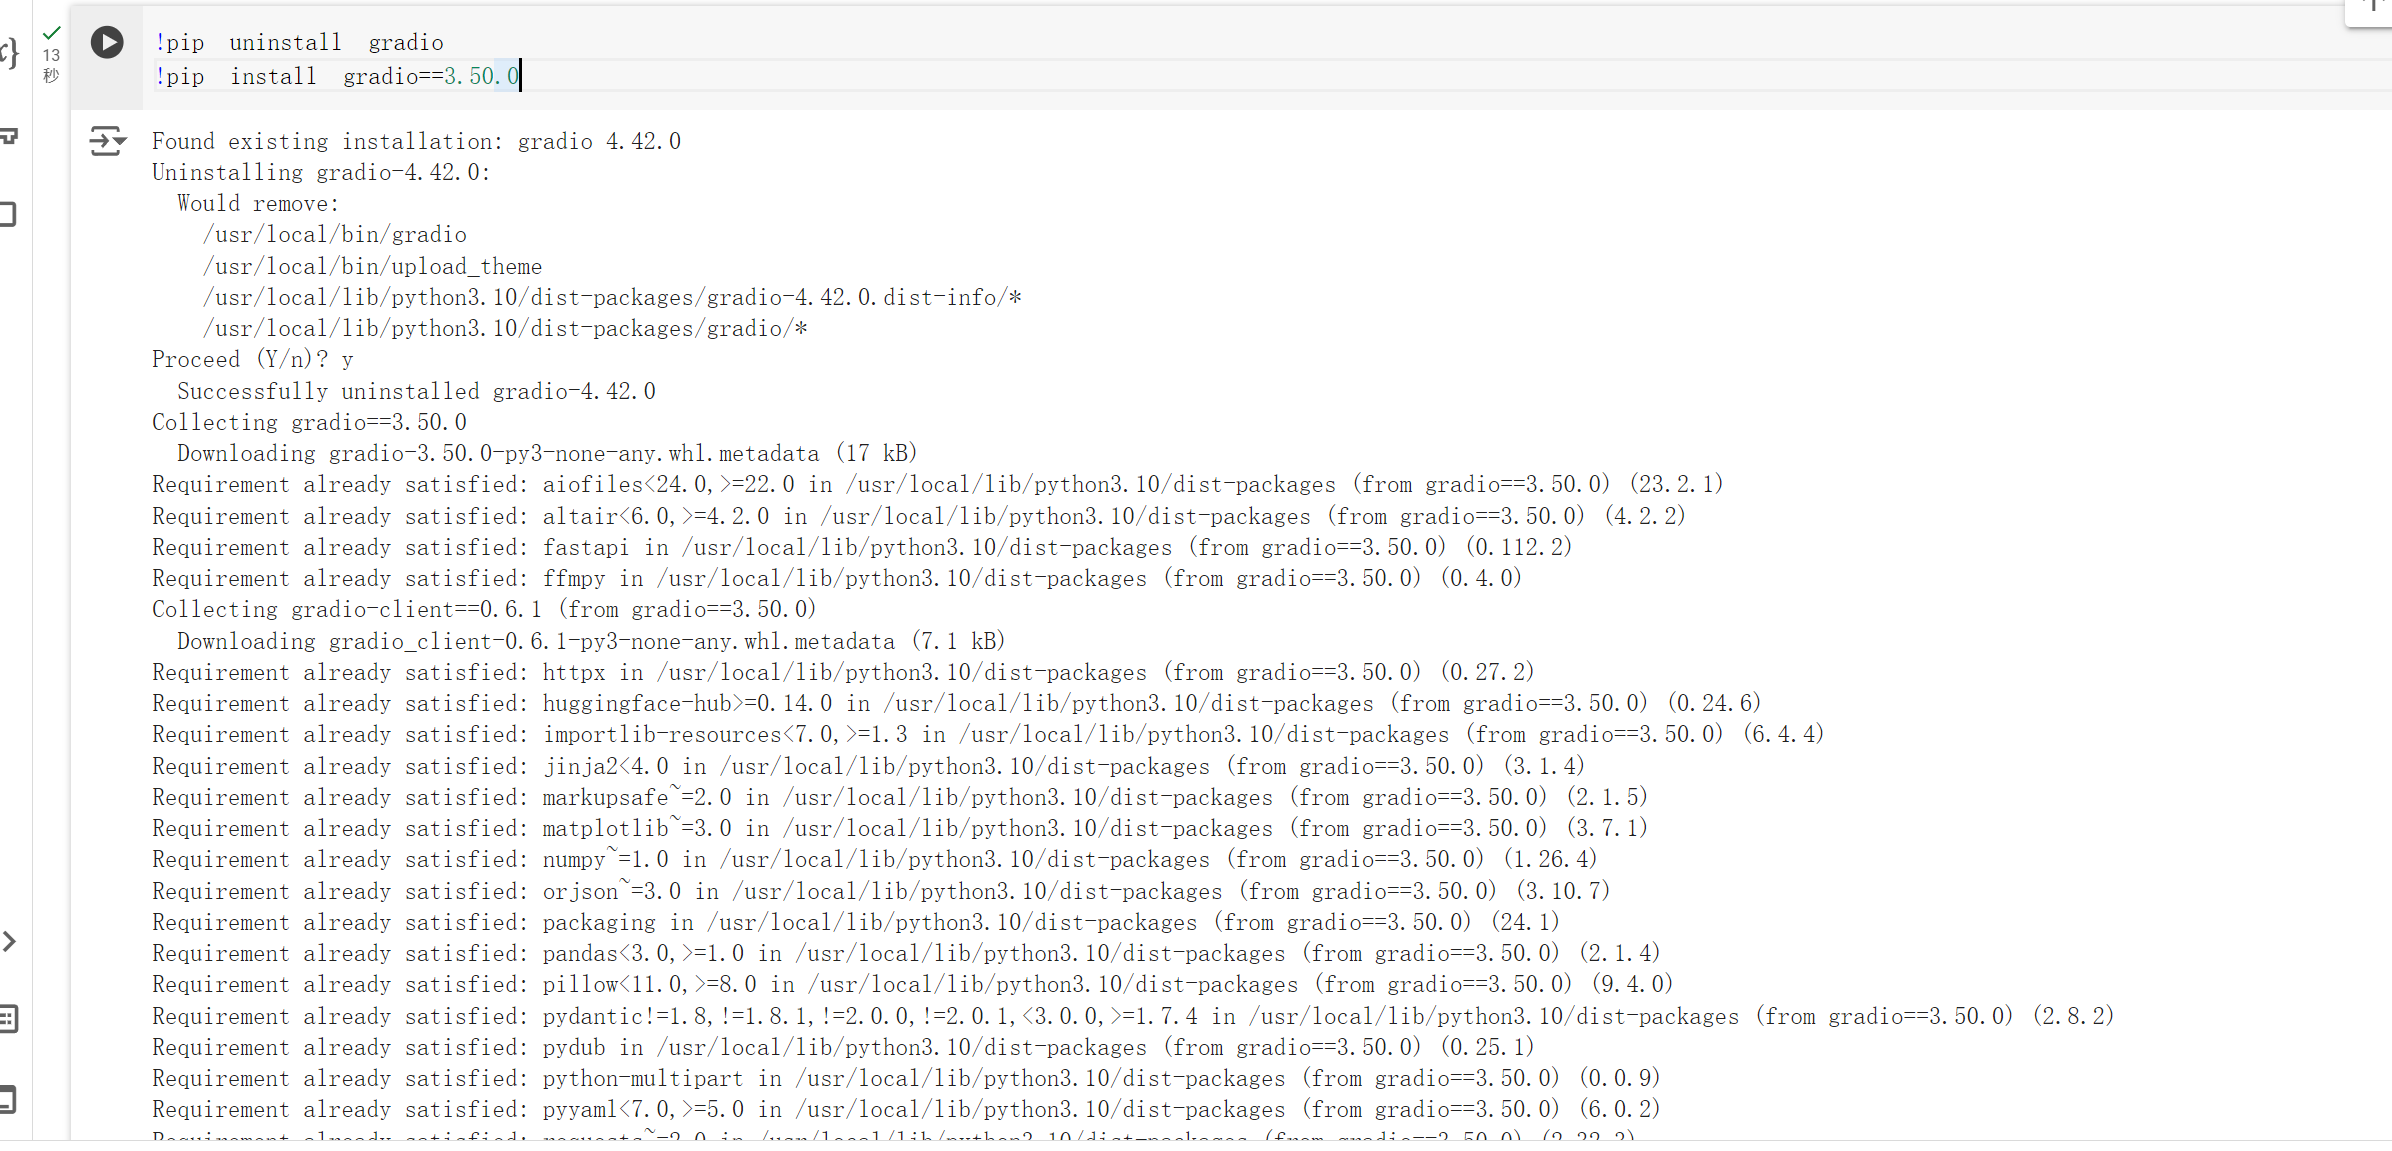 !pip uninstall gradio
!pip install gradio==3.50.0
13
秒
Found existing installation: gradio 4.42.0
Uninstalling gradio-4.42.0:
Would remove:
/usr/local/bin/gradio
/usr/local/bin/upload_theme
/usr/local/lib/python3.10/dist-packages/gradio-4.42.0.dist-info/*
/usr/local/lib/python3.10/dist-packages/gradio/*
Proceed (Y/n)? y
Successfully uninstalled gradio-4.42.0
Collecting gradio==3.50.0
Downloading gradio-3.50.0-py3-none-any.whl.metadata (17 kB)
Requirement already satisfied: aiofiles<24.0,>=22.0 in /usr/local/lib/python3.10/dist-packages (from gradio==3.50.0) (23.2.1)
Requirement already satisfied: altair<6.0,>=4.2.0 in /usr/local/lib/python3.10/dist-packages (from gradio==3.50.0) (4.2.2)
Requirement already satisfied: fastapi in /usr/local/lib/python3.10/dist-packages (from gradio==3.50.0) (0.112.2)
Requirement already satisfied: ffmpy in /usr/local/lib/python3.10/dist-packages (from gradio==3.50.0) (0.4.0)
Collecting gradio-client==0.6.1 (from gradio==3.50.0)
Downloading gradio_client-0.6.1-py3-none-any.whl.metadata (7.1 kB)
Requirement already satisfied: httpx in /usr/local/lib/python3.10/dist-packages (from gradio==3.50.0) (0.27.2)
Requirement already satisfied: huggingface-hub>=0.14.0 in /usr/local/lib/python3.10/dist-packages (from gradio==3.50.0) (0.24.6)
Requirement already satisfied: importlib-resources<7.0,>=1.3 in /usr/local/lib/python3.10/dist-packages (from gradio==3.50.0) (6.4.4)
Requirement already satisfied: jinja2<4.0 in /usr/local/lib/python3.10/dist-packages (from gradio==3.50.0) (3.1.4)
Requirement already satisfied: markupsafe~=2.0 in /usr/local/lib/python3.10/dist-packages (from gradio==3.50.0) (2.1.5)
Requirement already satisfied: matplotlib~=3.0 in /usr/local/lib/python3.10/dist-packages (from gradio==3.50.0) (3.7.1)
Requirement already satisfied: numpy~=1.0 in /usr/local/lib/python3.10/dist-packages (from gradio==3.50.0) (1.26.4)
Requirement already satisfied: orjson~=3.0 in /usr/local/lib/python3.10/dist-packages (from gradio==3.50.0) (3.10.7)
Requirement already satisfied: packaging in /usr/local/lib/python3.10/dist-packages (from gradio==3.50.0) (24.1)
Requirement already satisfied: pandas<3.0,>=1.0 in /usr/local/lib/python3.10/dist-packages (from gradio==3.50.0) (2.1.4)
Requirement already satisfied: pillow<11.0,>=8.0 in /usr/local/lib/python3.10/dist-packages (from gradio==3.50.0) (9.4.0)
Requirement already satisfied: pydantic!=1.8,!=1.8.1,!=2.0.0,!=2.0.1,<3.0.0,>=1.7.4 in /usr/local/lib/python3.10/dist-packages (from gradio==3.50.0) (2.8.2)
Requirement already satisfied: pydub in /usr/local/lib/python3.10/dist-packages (from gradio==3.50.0) (0.25.1)
Requirement already satisfied: python-multipart in /usr/local/lib/python3.10/dist-packages (from gradio==3.50.0) (0.0.9)
Requirement already satisfied: pyyaml<7.0,>=5.0 in /usr/local/lib/python3.10/dist-packages (from gradio==3.50.0) (6.0.2)